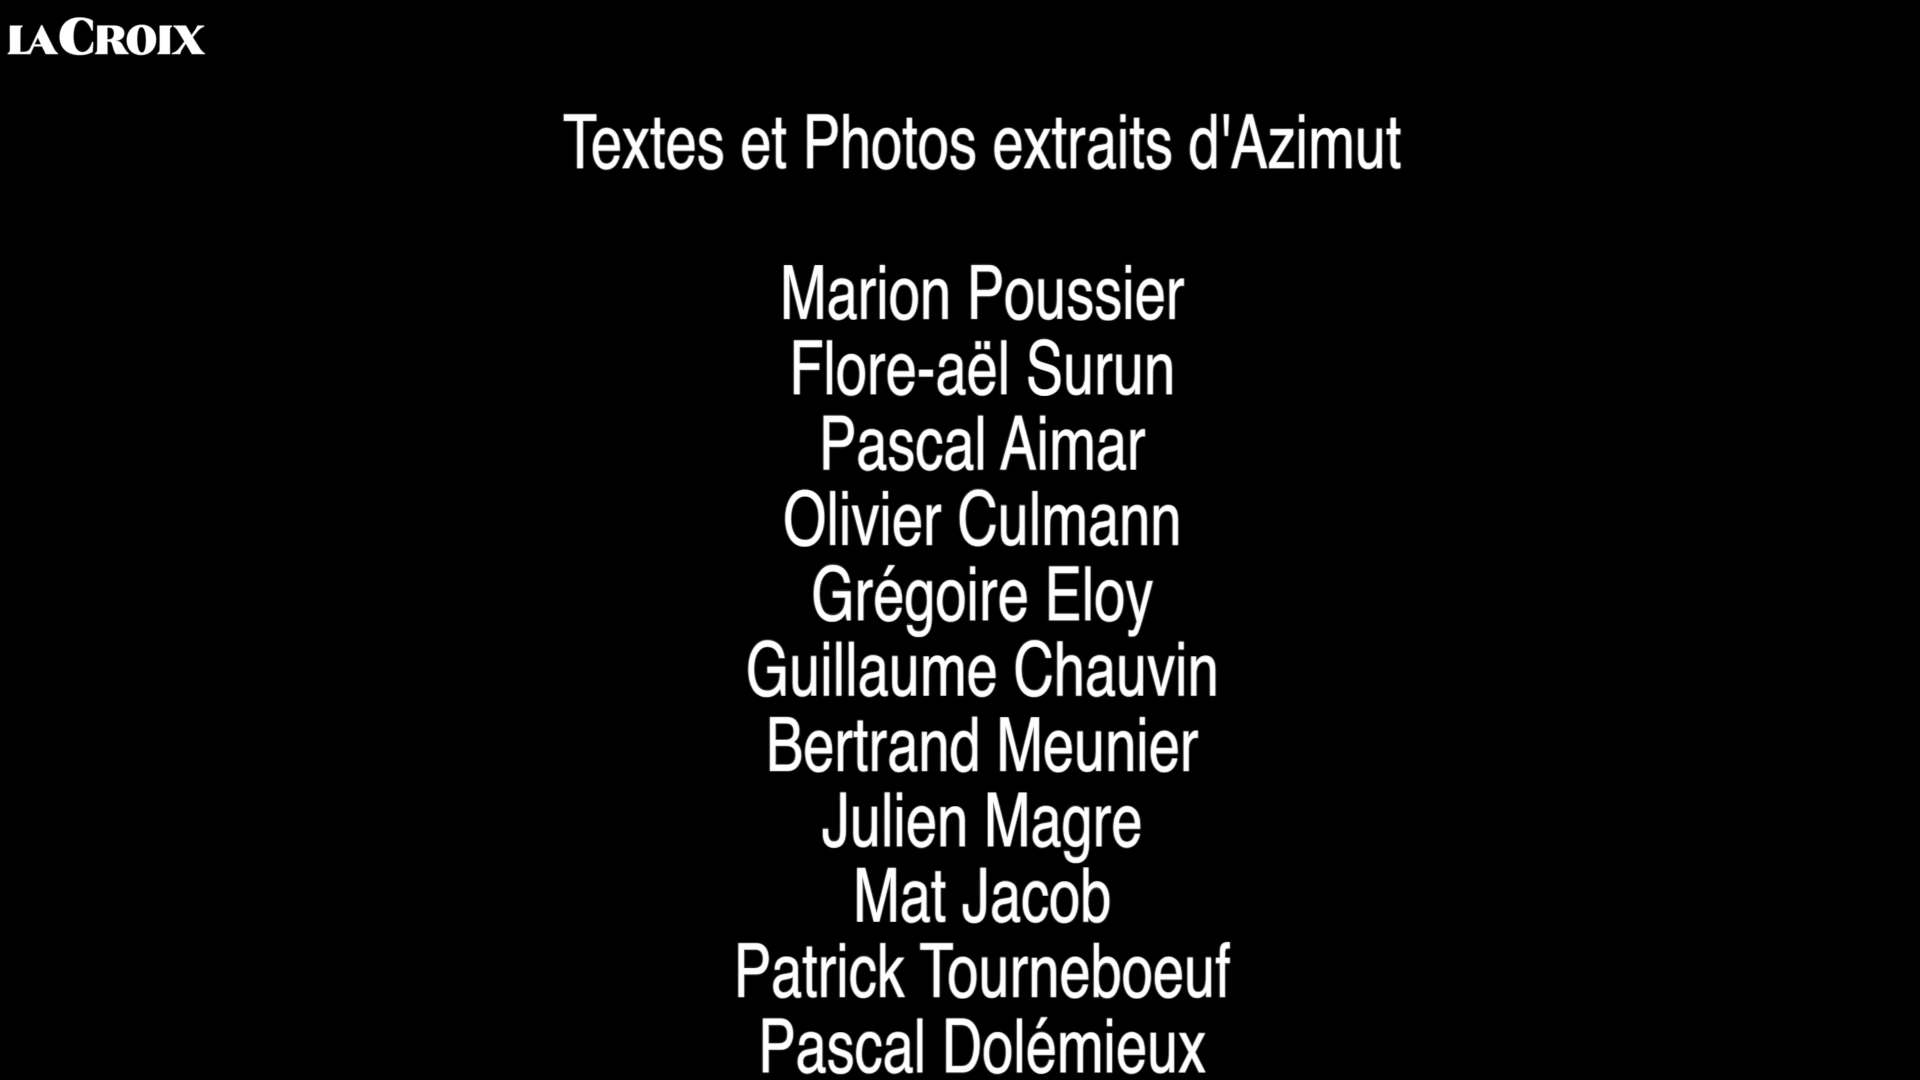 LA CROIX
Textes et Photos extraits d'Azimut
Marion Poussier
Flore-aël Surun
Pascal Aimar
Olivier Culmann
Grégoire Eloy
Guillaume Chauvin
Bertrand Meunier
Julien Magre
Mat Jacob
Patrick Tourneboeuf
Pascal Dolémieux